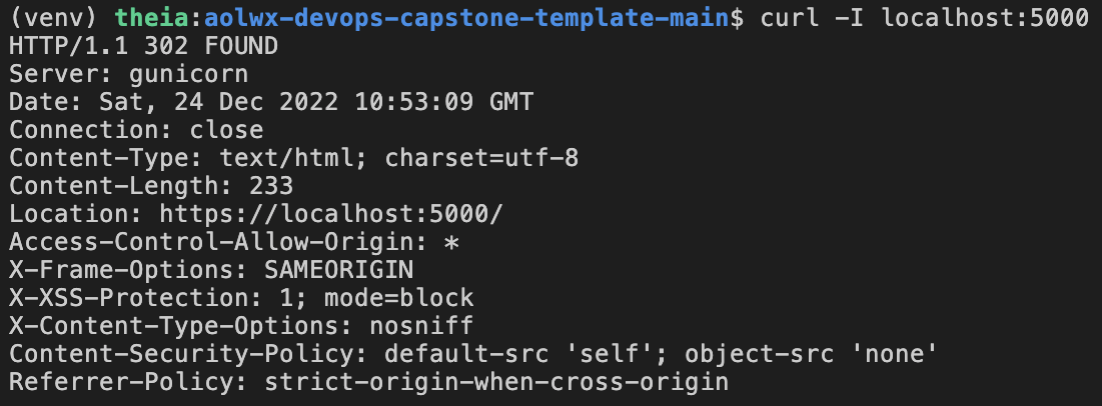 (venv) theia:aolwx-devops-capstone-template-main$ curl -I localhost:5000
HTTP/1.1 302 FOUND
Server: gunicorn
Date: Sat, 24 Dec 2022 10:53:09 GMT
Connection: close
Content-Type: text/html; charset=utf-8
Content-Length: 233
Location: https://localhost:5000/
Access-Control-Allow-Origin: *
X-Frame-Options: SAMEORIGIN
X-XSS-Protection: 1; mode=block
X-Content-Type-Options: nosniff
Content-Security-Policy: default-src 'self'; object-src 'none'
Referrer-Policy: strict-origin-when-cross-origin